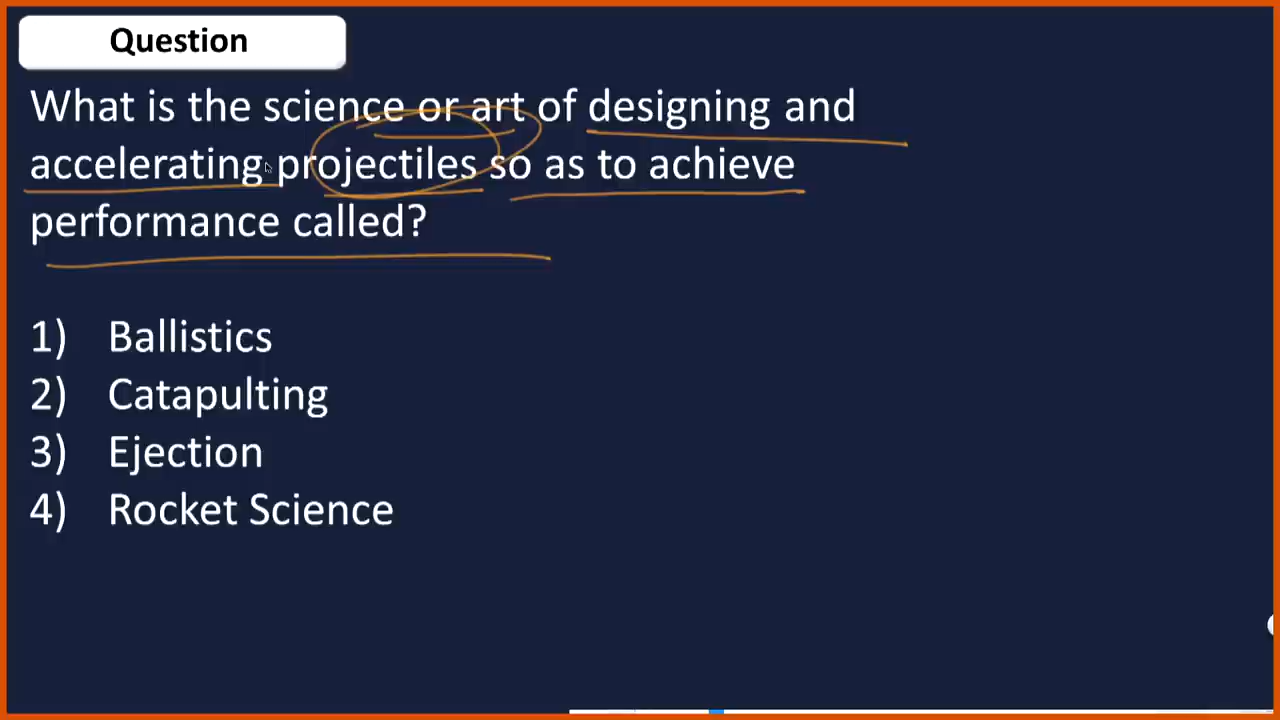 Question
What is the science or art of designing and
accelerating projectiles so as to achieve
performance called?
1) Ballistics
2) Catapulting
3) Ejection
4) Rocket Science